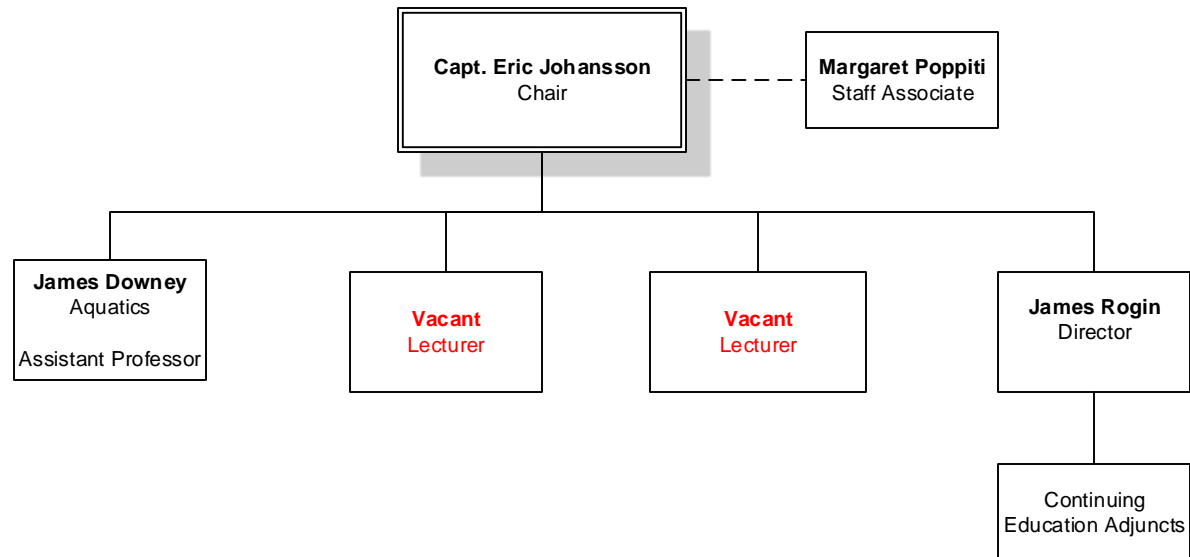 Capt. Eric Johansson
Chair
Margaret Poppiti
Staff Associate
James Downey
Aquatics
Assistant Professor
Vacant
Lecturer
Vacant
Lecturer
James Rogin
Director
Continuing
Education Adjuncts